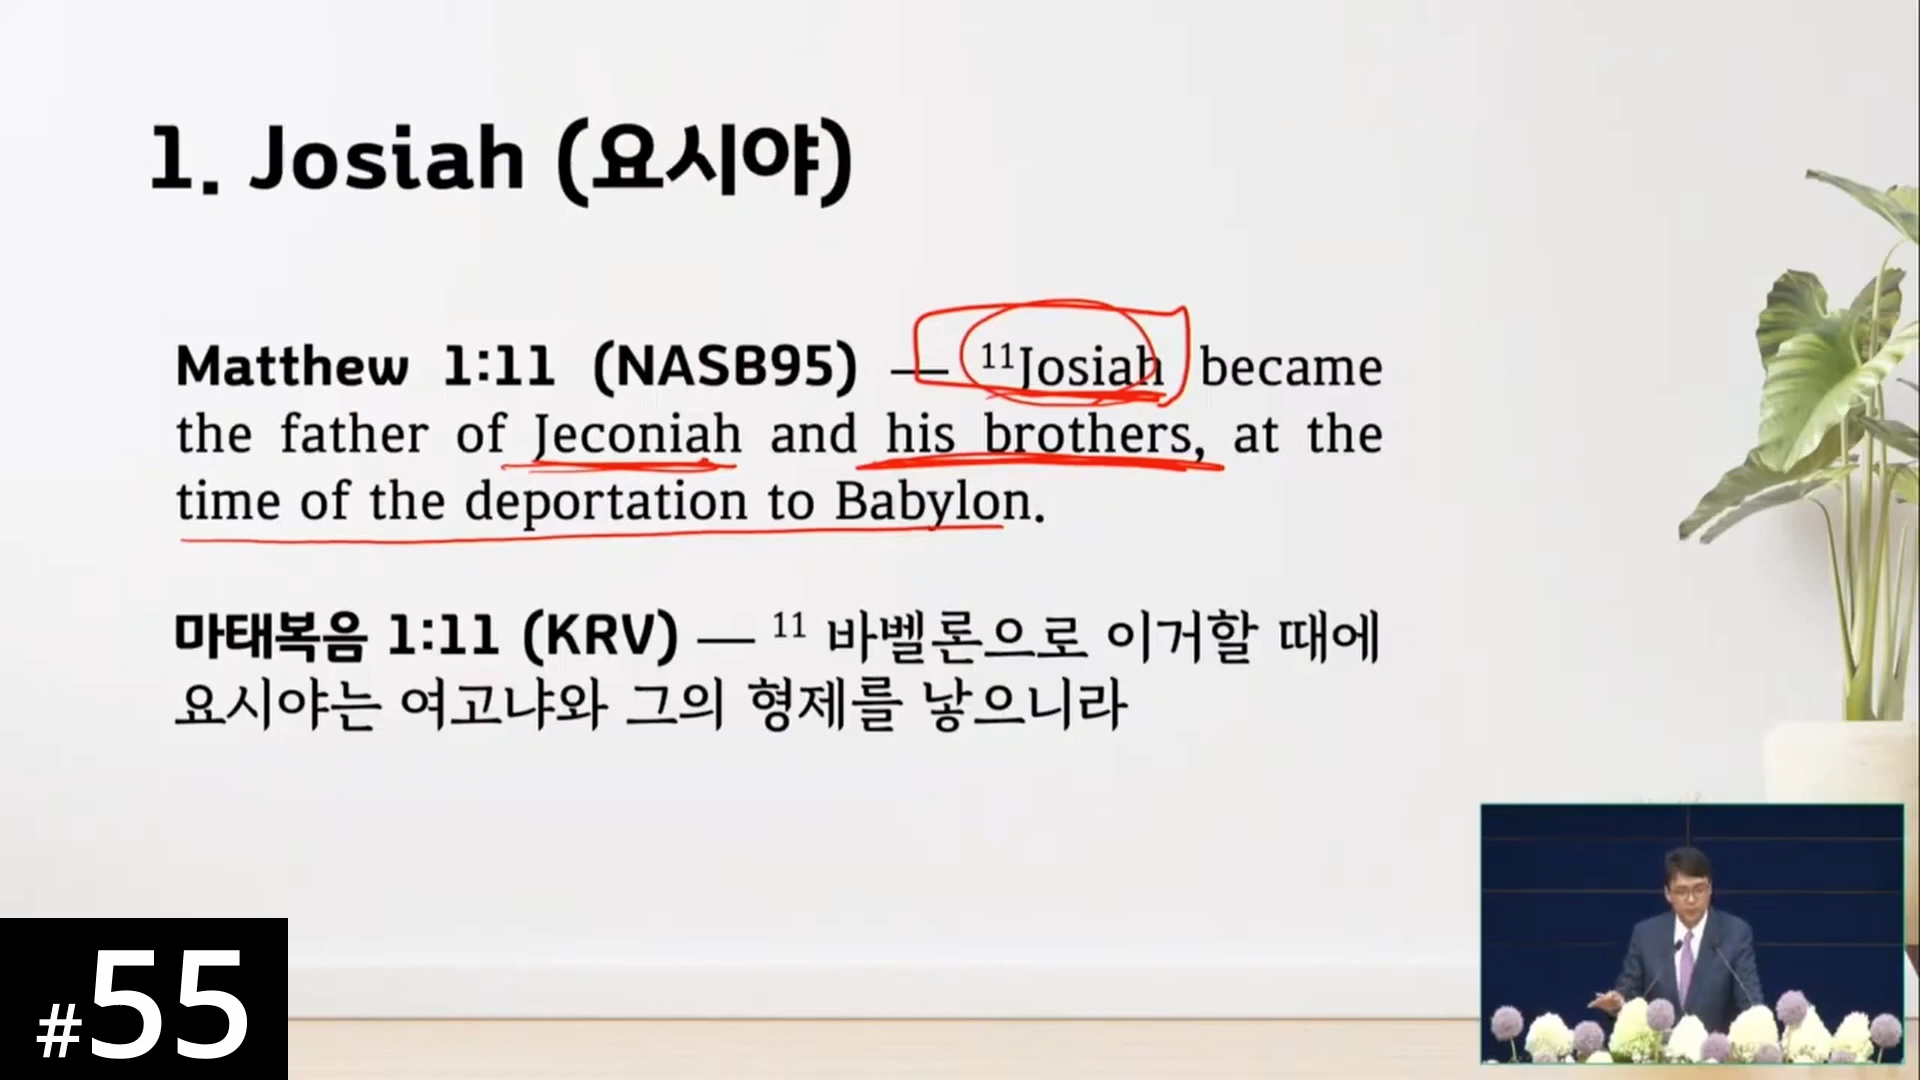 1. Josiah (요시야)
Matthew 1:11 (NASB95) — ¹¹Josiah became
the father of Jeconiah and his brothers, at the
time of the deportation to Babylon.
마태복음 1:11 (KRV) — ¹¹ 바벨론으로 이거할 때에
요시야는 여고냐와 그의 형제를 낳으니라
#55